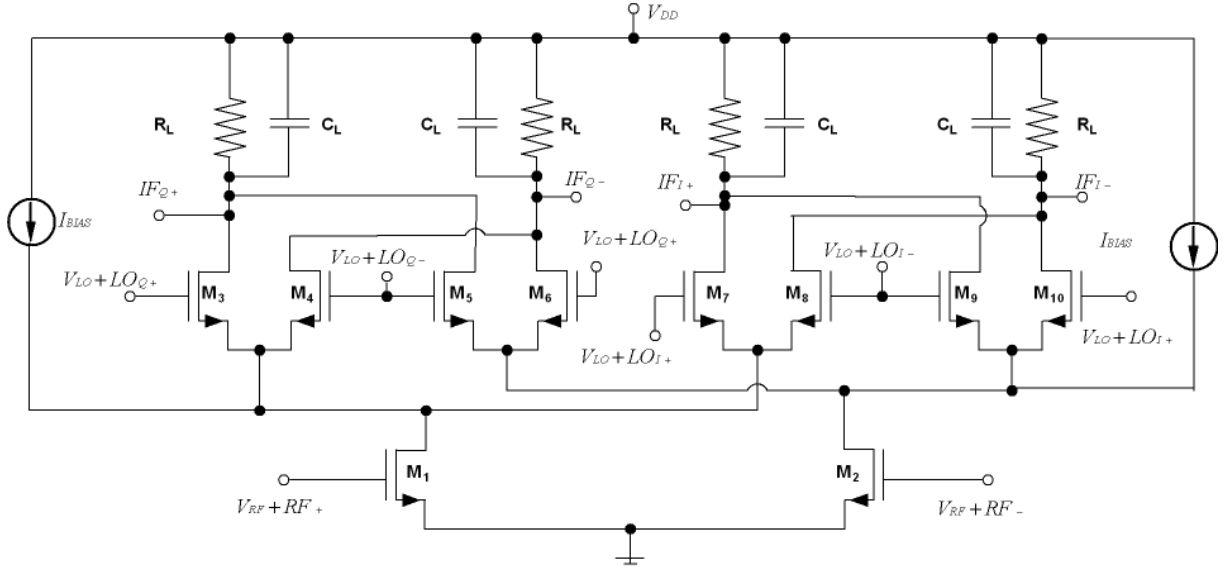 V_DD
R_L C_L C_L R_L R_L C_L C_L R_L
IF_Q+ IF_Q- IF_I+ IF_I-
I_BIAS V_LO+LO_Q+ I_BIAS
V_LO+LO_Q- V_LO+LO_I-
V_LO+LO_Q+ M_3 M_4 M_5 M_6 M_7 M_8 M_9 M_10
V_LO+LO_I+ V_LO+LO_I+
M_1 M_2
V_RF+RF_+ V_RF+RF_-